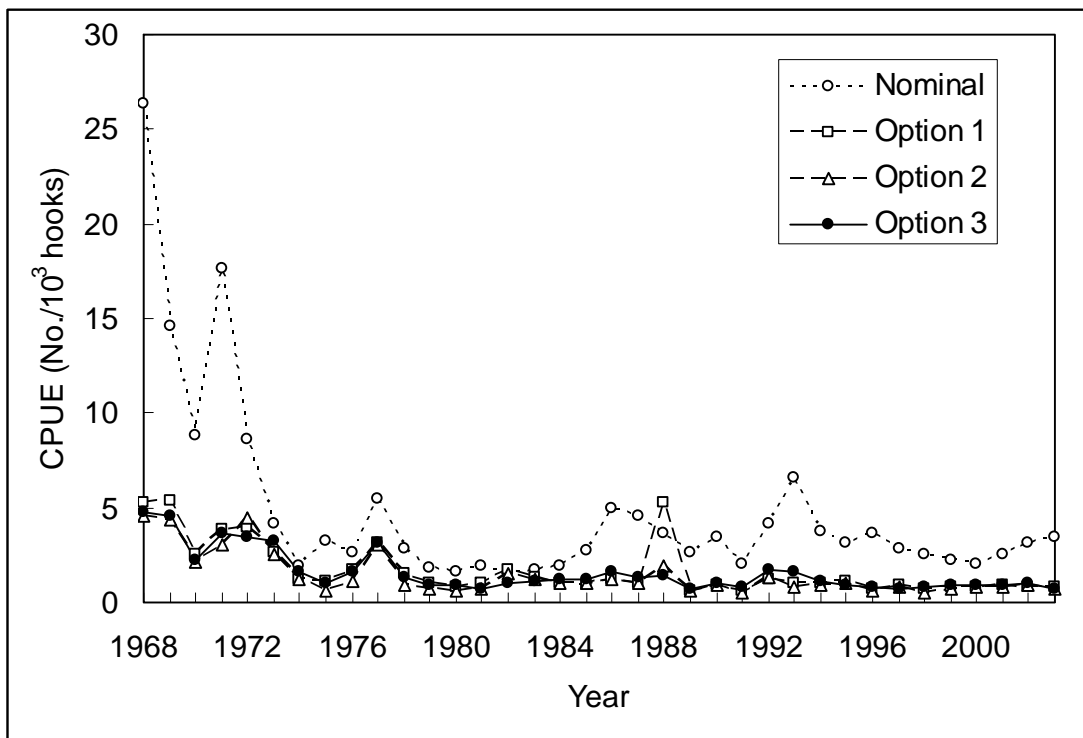 30
25
20
15
10
5
0
CPUE (No./10³ hooks)
Nominal
Option 1
Option 2
Option 3
1968 1972 1976 1980 1984 1988 1992 1996 2000
Year